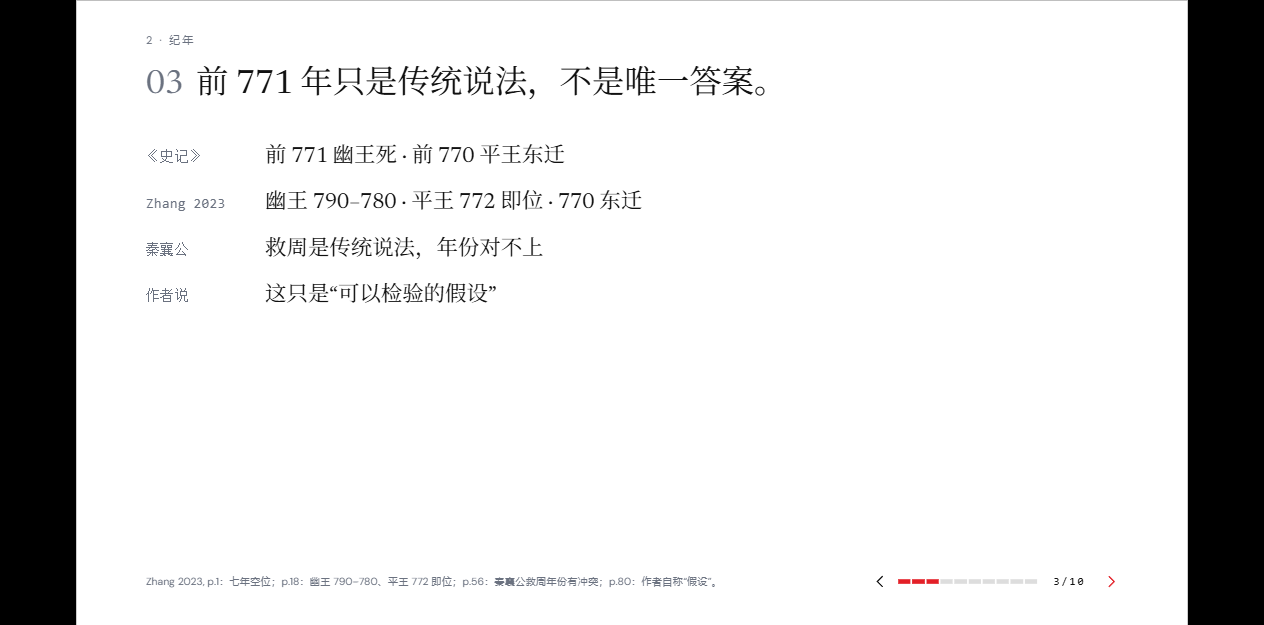 2 · 纪年
03 前 771 年只是传统说法，不是唯一答案。
《史记》 前 771 幽王死 · 前 770 平王东迁
Zhang 2023 幽王 790–780 · 平王 772 即位 · 770 东迁
秦襄公 救周是传统说法，年份对不上
作者说 这只是“可以检验的假设”
Zhang 2023, p.1：七年空位；p.18：幽王 790–780、平王 772 即位；p.56：秦襄公救周年份有冲突；p.80：作者自称“假设”。
3/10